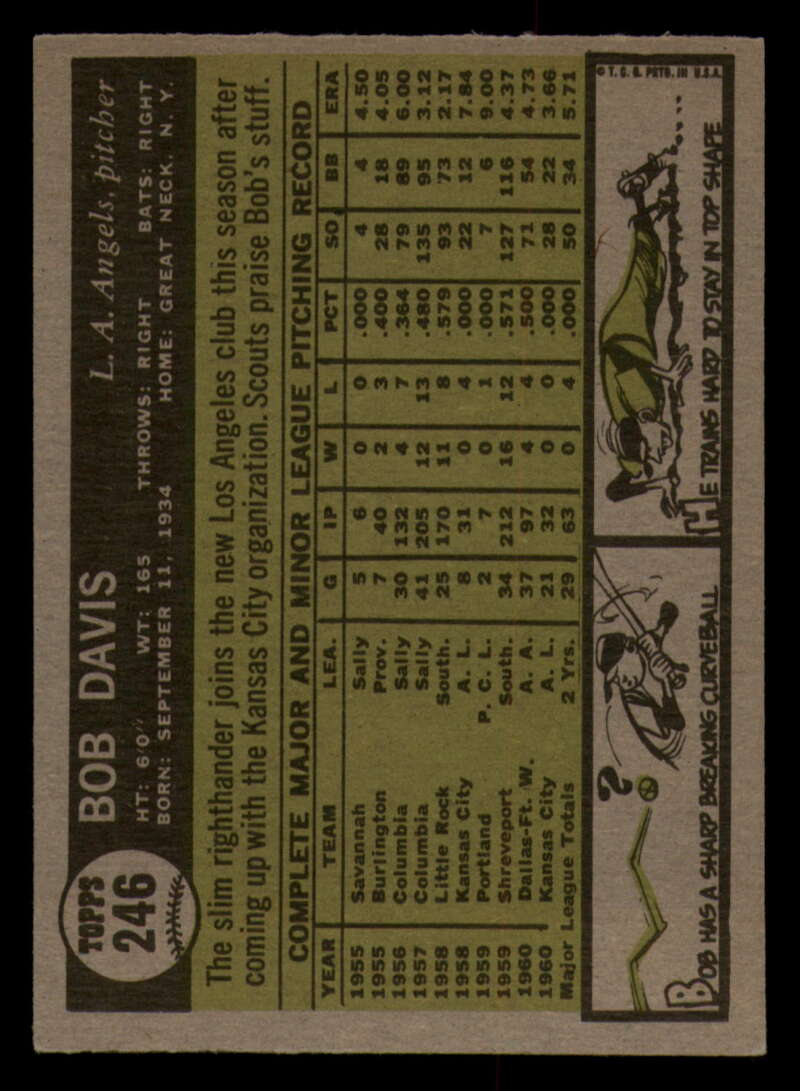 TOPPS
246
BOB DAVIS
L. A. Angels, pitcher
HT: 6'0" WT: 165 THROWS: RIGHT BATS: RIGHT
BORN: SEPTEMBER 11, 1934 HOME: GREAT NECK, N. Y.
The slim righthander joins the new Los Angeles club this season after
coming up with the Kansas City organization. Scouts praise Bob's stuff.
COMPLETE MAJOR AND MINOR LEAGUE PITCHING RECORD
YEAR TEAM LEA. G IP W L PCT SO BB ERA
1955 Savannah Sally 5 6 0 0 .000 4 4 4.50
1955 Burlington Prov. 7 40 2 3 .400 28 18 4.05
1956 Columbia Sally 30 132 4 7 .364 79 89 6.00
1957 Columbia Sally 41 205 12 13 .480 135 95 3.12
1958 Little Rock South. 25 170 11 8 .579 93 73 2.17
1958 Kansas City A. L. 8 31 0 4 .000 22 12 7.84
1959 Portland P. C. L. 2 7 0 1 .000 7 6 9.00
1959 Shreveport South. 34 212 16 12 .571 127 116 4.37
1960 Dallas-Ft. W. A. A. 37 97 4 4 .500 71 54 4.73
1960 Kansas City A. L. 21 32 0 0 .000 28 22 3.66
Major League Totals 2 Yrs. 29 63 0 4 .000 50 34 5.71
?
BOB HAS A SHARP BREAKING CURVEBALL
© T. C. G. PRTD. IN U.S.A.
HE TRAINS HARD TO STAY IN TOP SHAPE